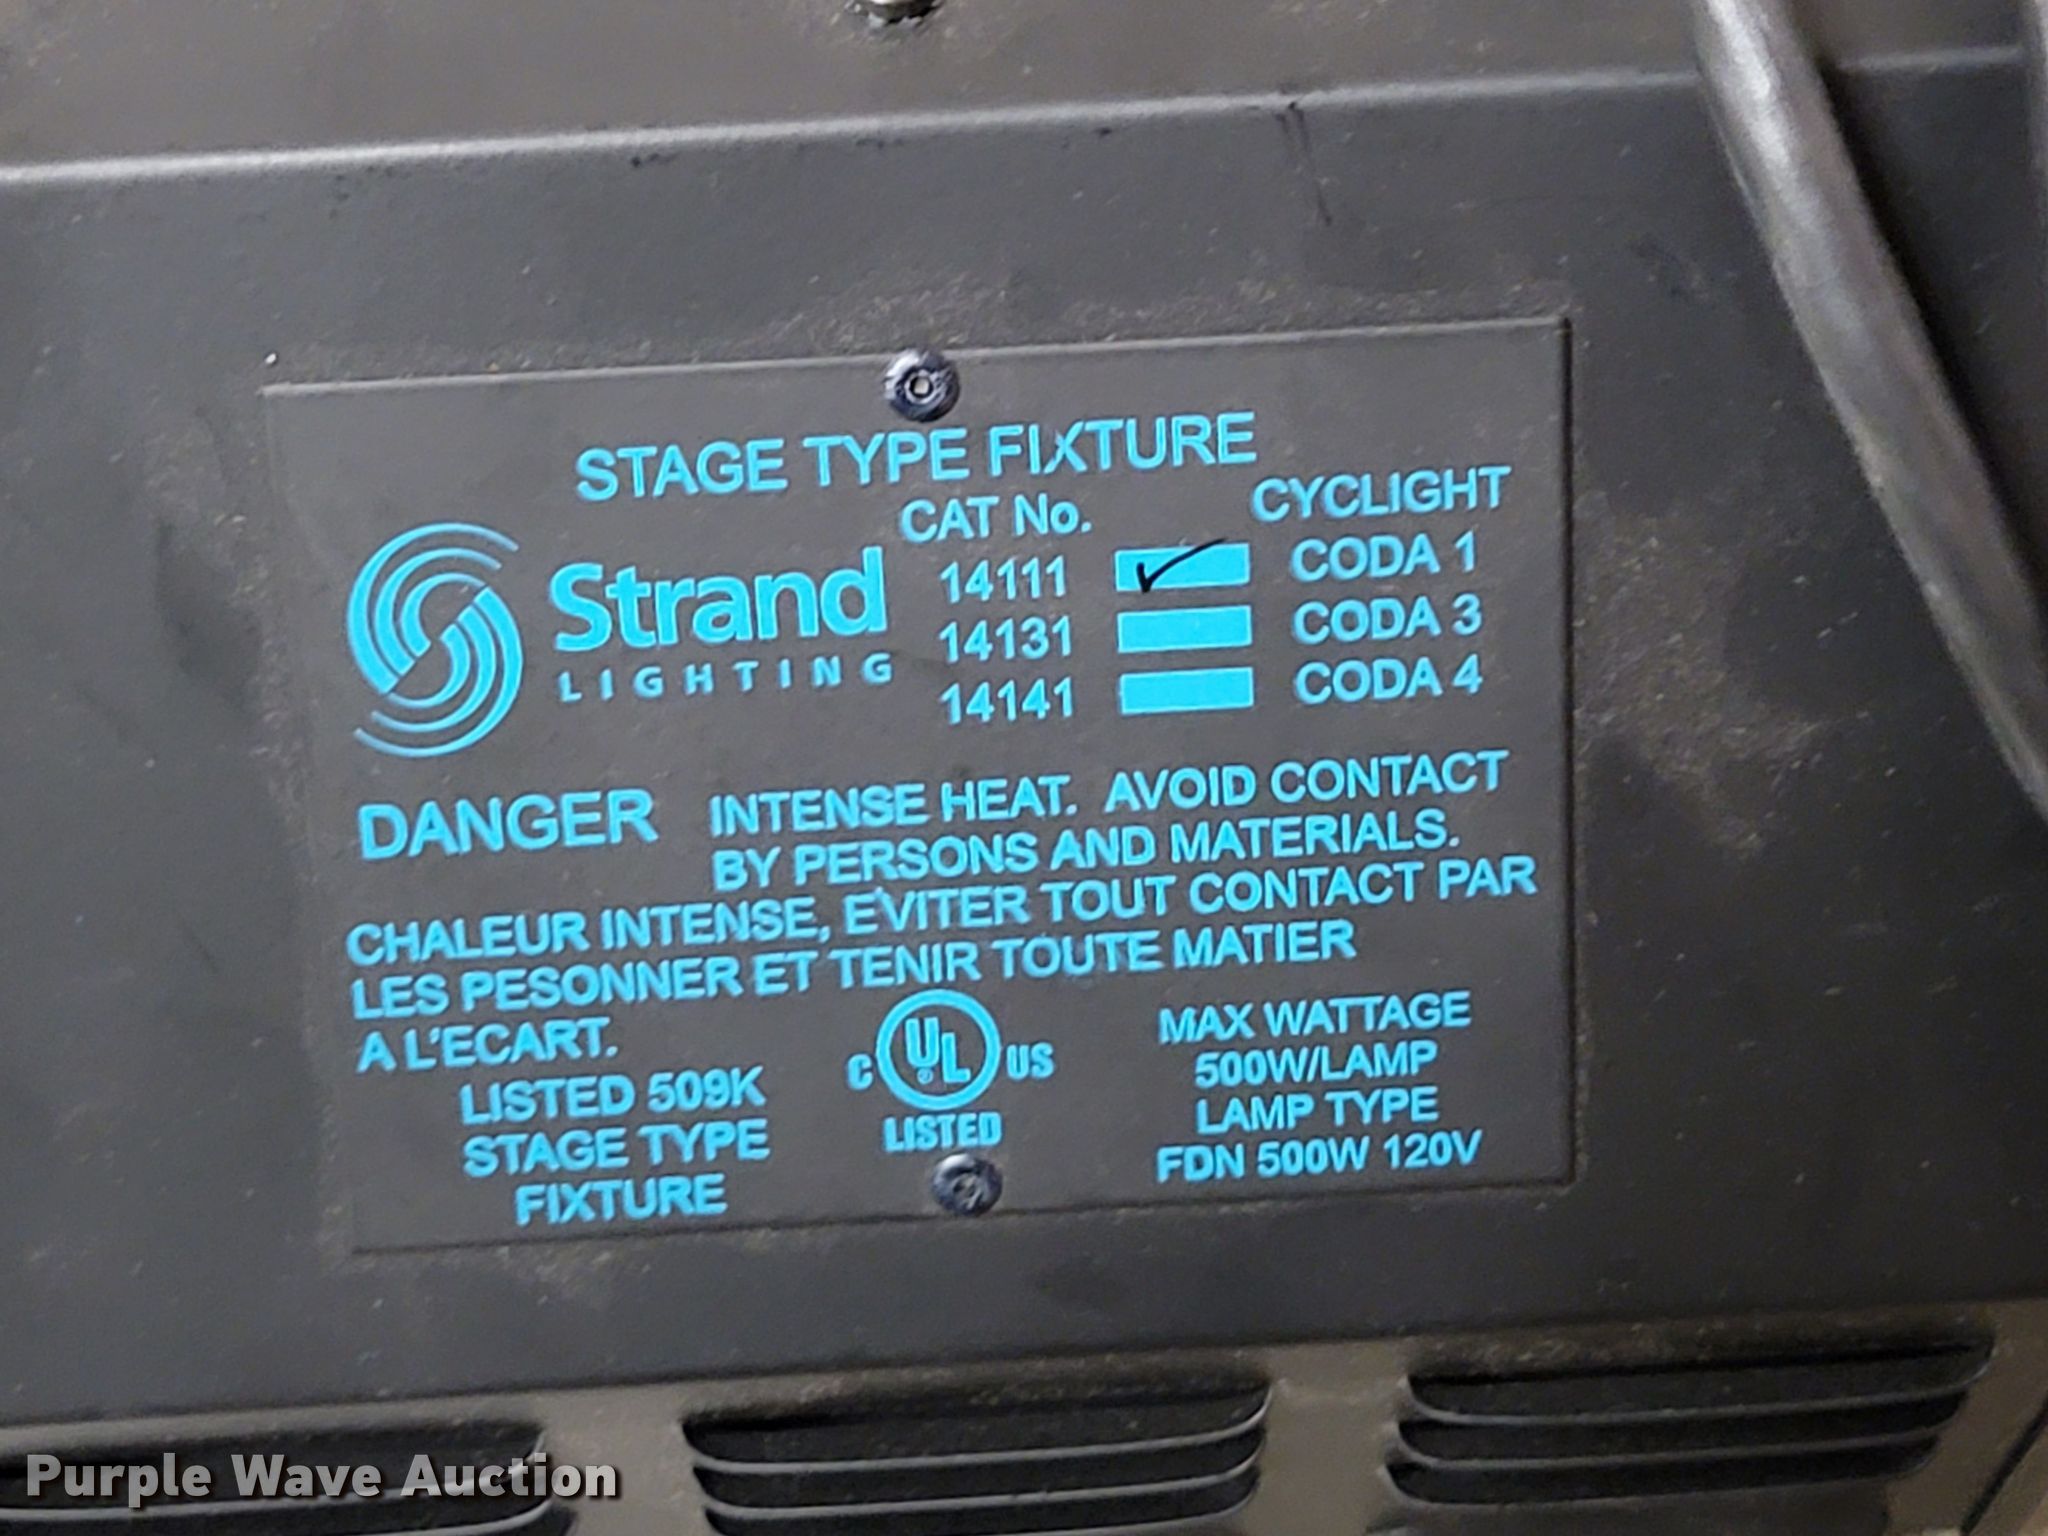 STAGE TYPE FIXTURE
CAT No. CYCLIGHT
Strand
LIGHTING
14111 CODA 1
14131 CODA 3
14141 CODA 4
DANGER INTENSE HEAT. AVOID CONTACT
BY PERSONS AND MATERIALS.
CHALEUR INTENSE, EVITER TOUT CONTACT PAR
LES PESONNER ET TENIR TOUTE MATIER
A L'ECART.
LISTED 509K
STAGE TYPE
FIXTURE
C UL ® US
LISTED
MAX WATTAGE
500W/LAMP
LAMP TYPE
FDN 500W 120V
Purple Wave Auction